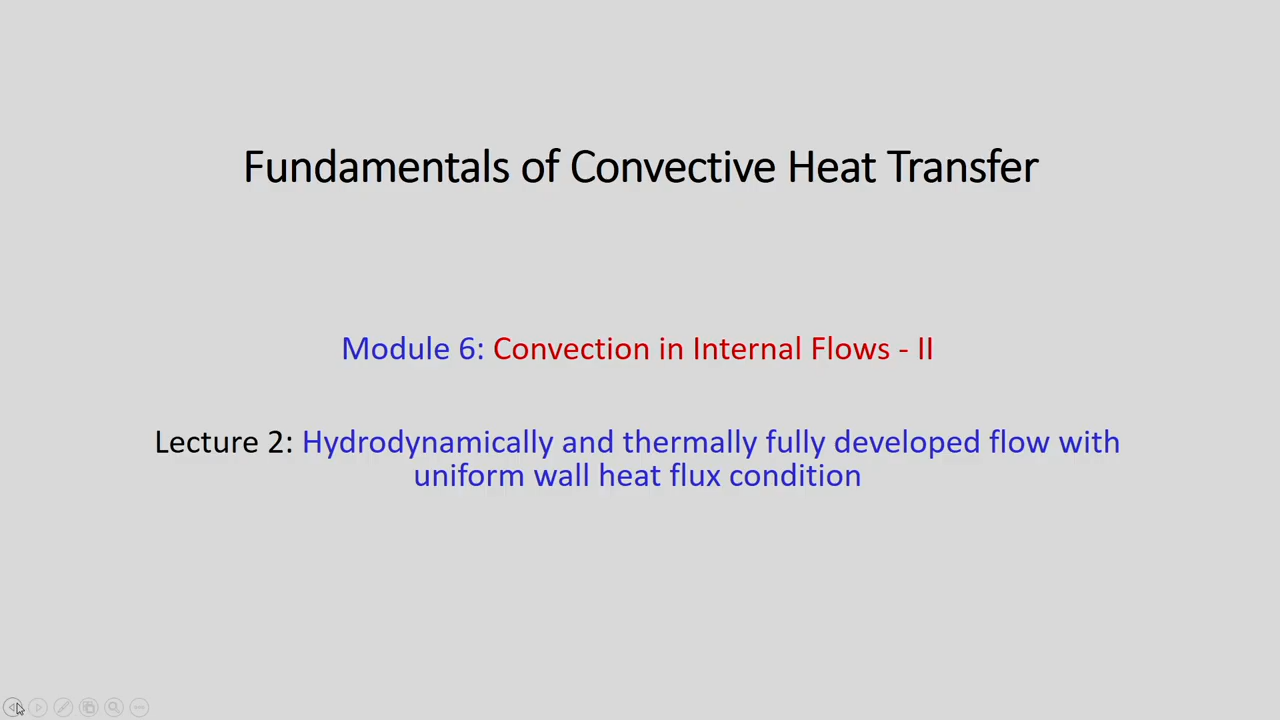 Fundamentals of Convective Heat Transfer
Module 6: Convection in Internal Flows - II
Lecture 2: Hydrodynamically and thermally fully developed flow with
uniform wall heat flux condition